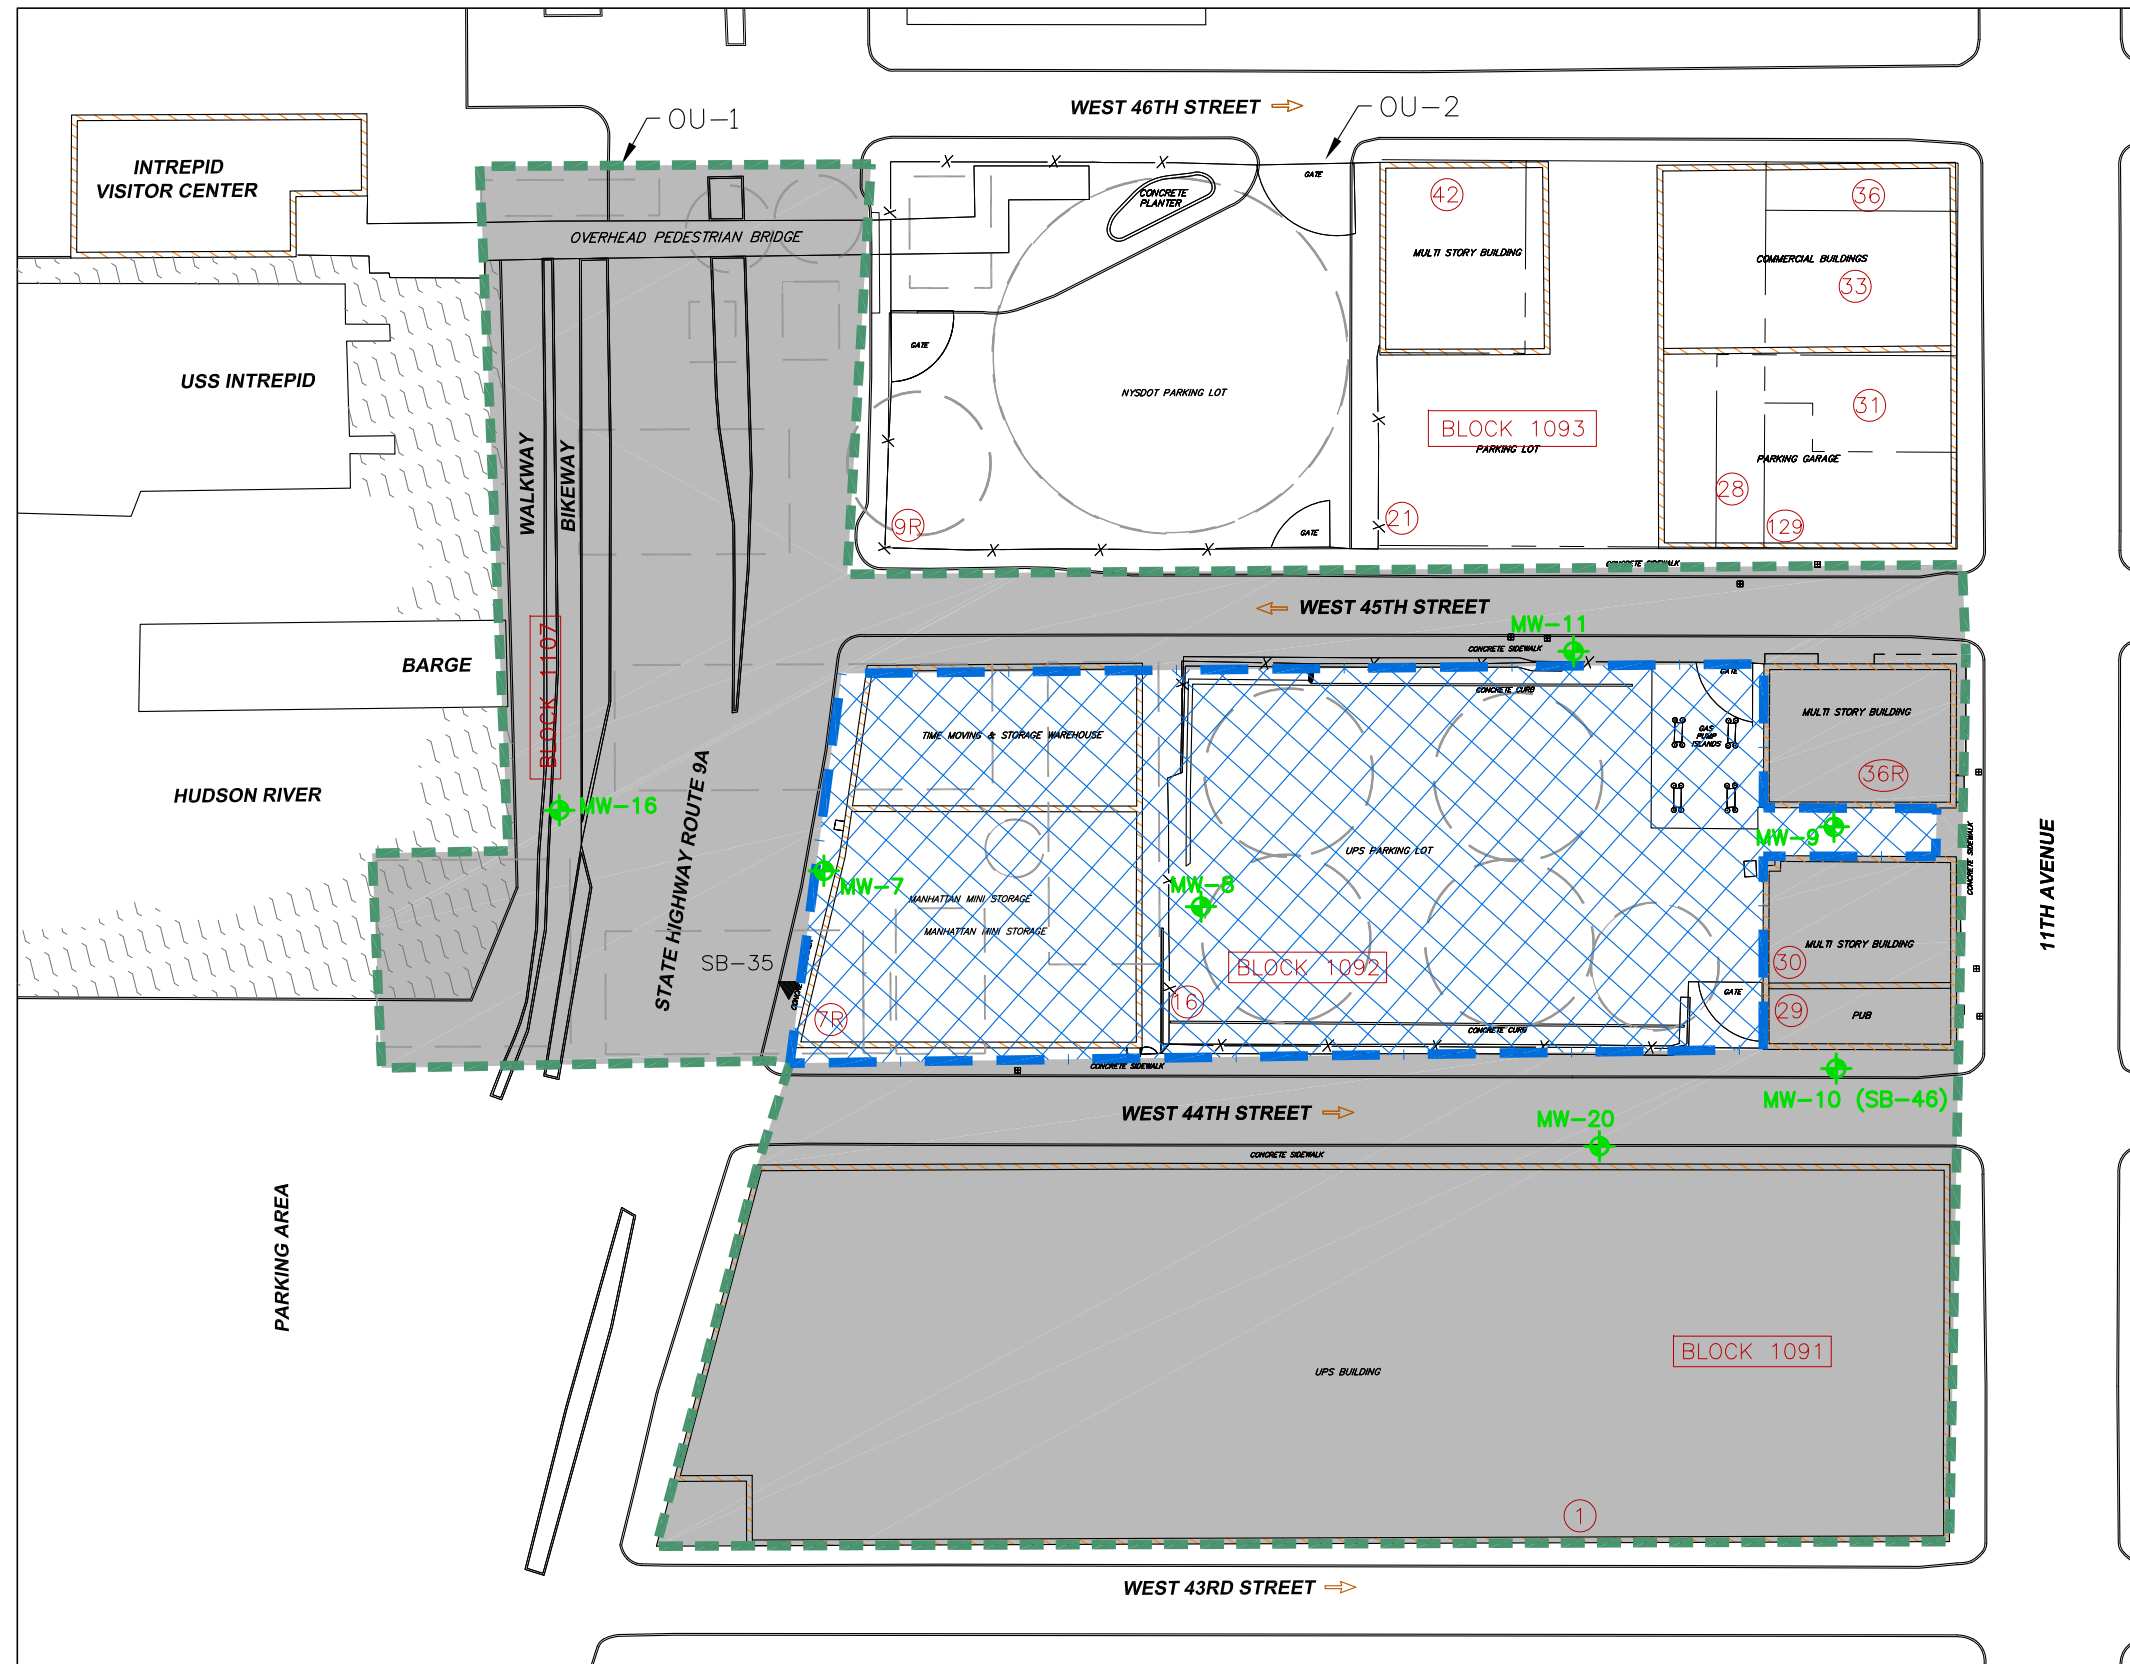 WEST 46TH STREET
OU-1
OU-2
INTREPID
VISITOR CENTER
GATE
CONCRETE
PLANTER
42
36
OVERHEAD PEDESTRIAN BRIDGE
MULTI STORY BUILDING
COMMERCIAL BUILDINGS
33
GATE
USS INTREPID
NYSDOT PARKING LOT
31
BLOCK 1093
PARKING LOT
PARKING GARAGE
WALKWAY
BIKEWAY
28
9R
21
129
GATE
CONCRETE SIDEWALK
WEST 45TH STREET
MW-11
CONCRETE SIDEWALK
BARGE
BLOCK 1107
GATE
CONCRETE CURB
MULTI STORY BUILDING
TIME MOVING & STORAGE WAREHOUSE
GAS
PUMP
ISLANDS
36R
HUDSON RIVER
MW-16
STATE HIGHWAY ROUTE 9A
MW-9
UPS PARKING LOT
CONCRETE SIDEWALK
11TH AVENUE
MW-7
MW-8
MANHATTAN MINI STORAGE
MANHATTAN MINI STORAGE
MULTI STORY BUILDING
SB-35
BLOCK 1092
30
GATE
16
29
7R
PUB
CONCRETE CURB
CONCRETE SIDEWALK
MW-10 (SB-46)
WEST 44TH STREET
MW-20
CONCRETE SIDEWALK
PARKING AREA
BLOCK 1091
UPS BUILDING
1
WEST 43RD STREET